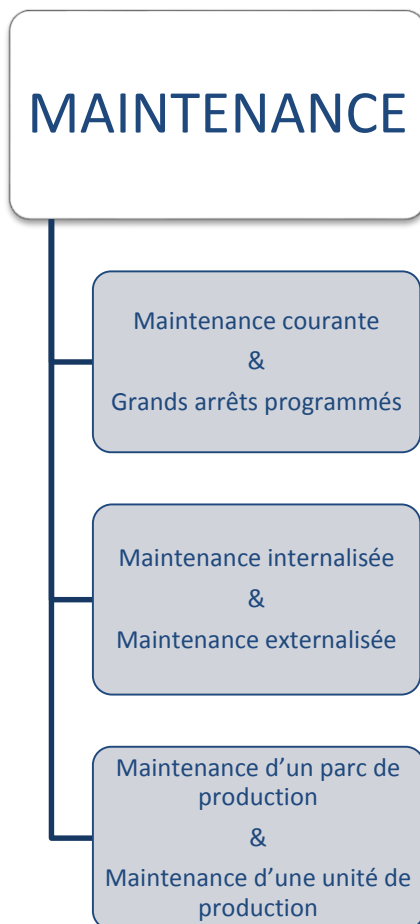 MAINTENANCE
Maintenance courante
&
Grands arrêts programmés
Maintenance internalisée
&
Maintenance externalisée
Maintenance d’un parc de
production
&
Maintenance d’une unité de
production